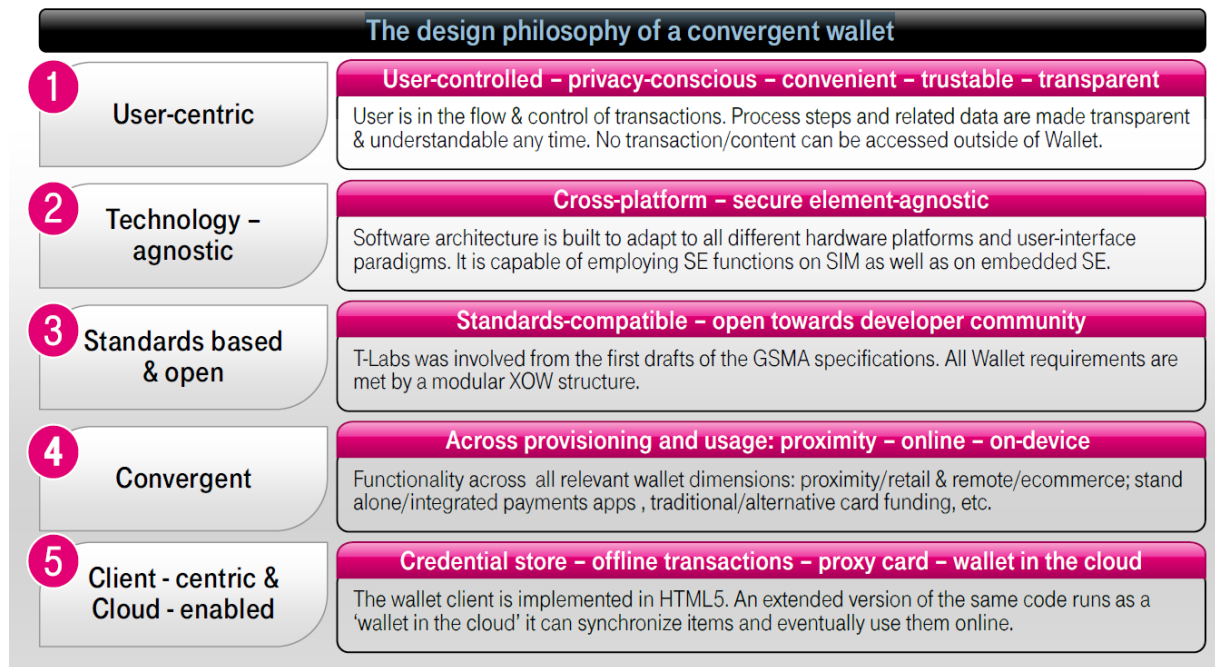 The design philosophy of a convergent wallet
1
User-centric
User-controlled – privacy-conscious – convenient – trustable – transparent
User is in the flow & control of transactions. Process steps and related data are made transparent
& understandable any time. No transaction/content can be accessed outside of Wallet.
2
Technology –
agnostic
Cross-platform – secure element-agnostic
Software architecture is built to adapt to all different hardware platforms and user-interface
paradigms. It is capable of employing SE functions on SIM as well as on embedded SE.
3
Standards based
& open
Standards-compatible – open towards developer community
T-Labs was involved from the first drafts of the GSMA specifications. All Wallet requirements are
met by a modular XOW structure.
4
Convergent
Across provisioning and usage: proximity – online – on-device
Functionality across all relevant wallet dimensions: proximity/retail & remote/ecommerce; stand
alone/integrated payments apps , traditional/alternative card funding, etc.
5
Client - centric &
Cloud - enabled
Credential store – offline transactions – proxy card – wallet in the cloud
The wallet client is implemented in HTML5. An extended version of the same code runs as a
‘wallet in the cloud’ it can synchronize items and eventually use them online.